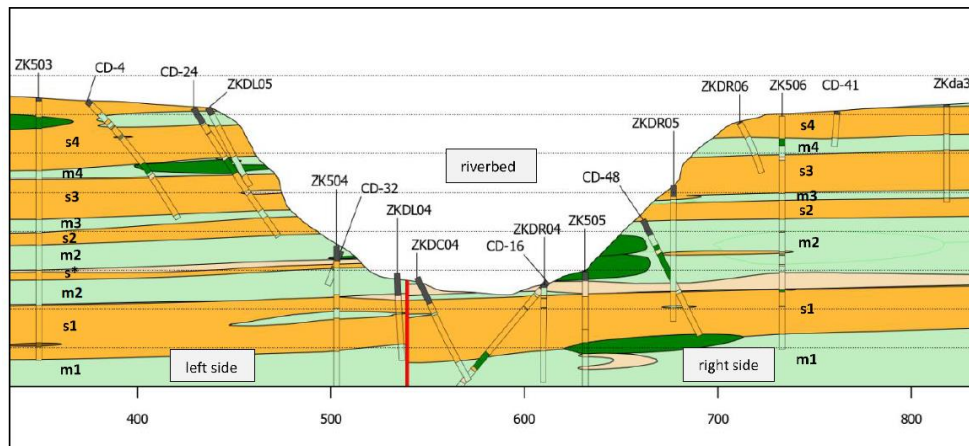 ZK503
CD-4
CD-24
ZKDL05
ZKDR06
ZK506
CD-41
ZKda3
s4
m4
s3
m3
s2
m2
s*
m2
s1
m1
riverbed
ZK504
CD-32
ZKDL04
ZKDC04
CD-16
ZKDR04
ZK505
CD-48
ZKDR05
s4
m4
s3
m3
s2
m2
s1
m1
left side
right side
400
500
600
700
800